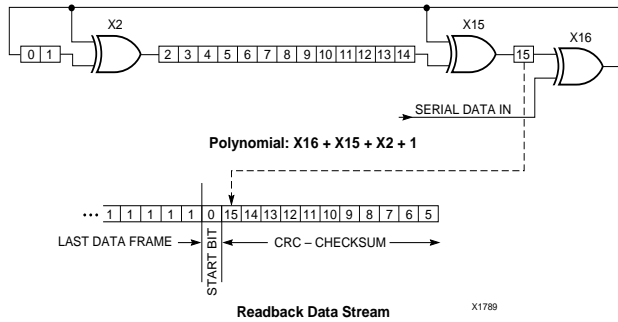 X2 X15 X16
0 1 2 3 4 5 6 7 8 9 10 11 12 13 14 15
SERIAL DATA IN
Polynomial: X16 + X15 + X2 + 1
••• 1 1 1 1 1 0 15 14 13 12 11 10 9 8 7 6 5
LAST DATA FRAME START BIT CRC – CHECKSUM
Readback Data Stream X1789